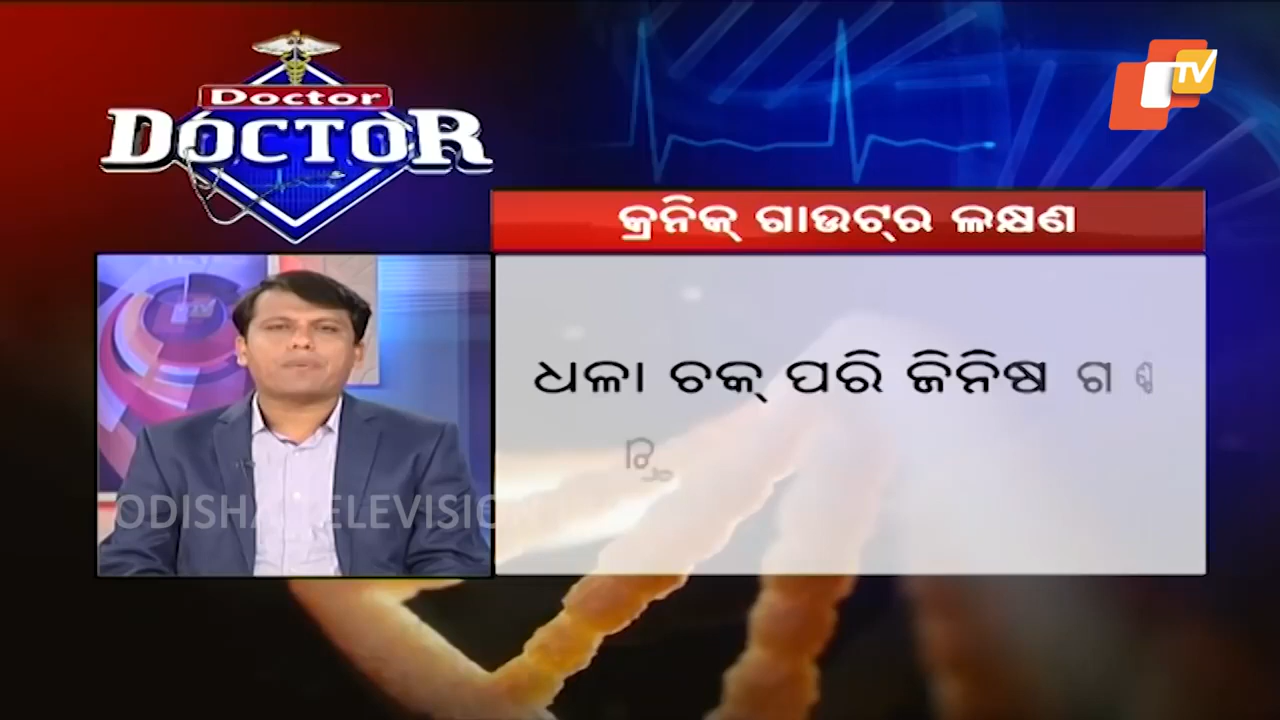 Doctor
DOCTOR
TV
କ୍ରନିକ୍ ଗାଉଟ୍‌ର ଲକ୍ଷଣ
ଧଳା ଚକ୍ ପରି ଜିନିଷ
ODISHA TELEVISION